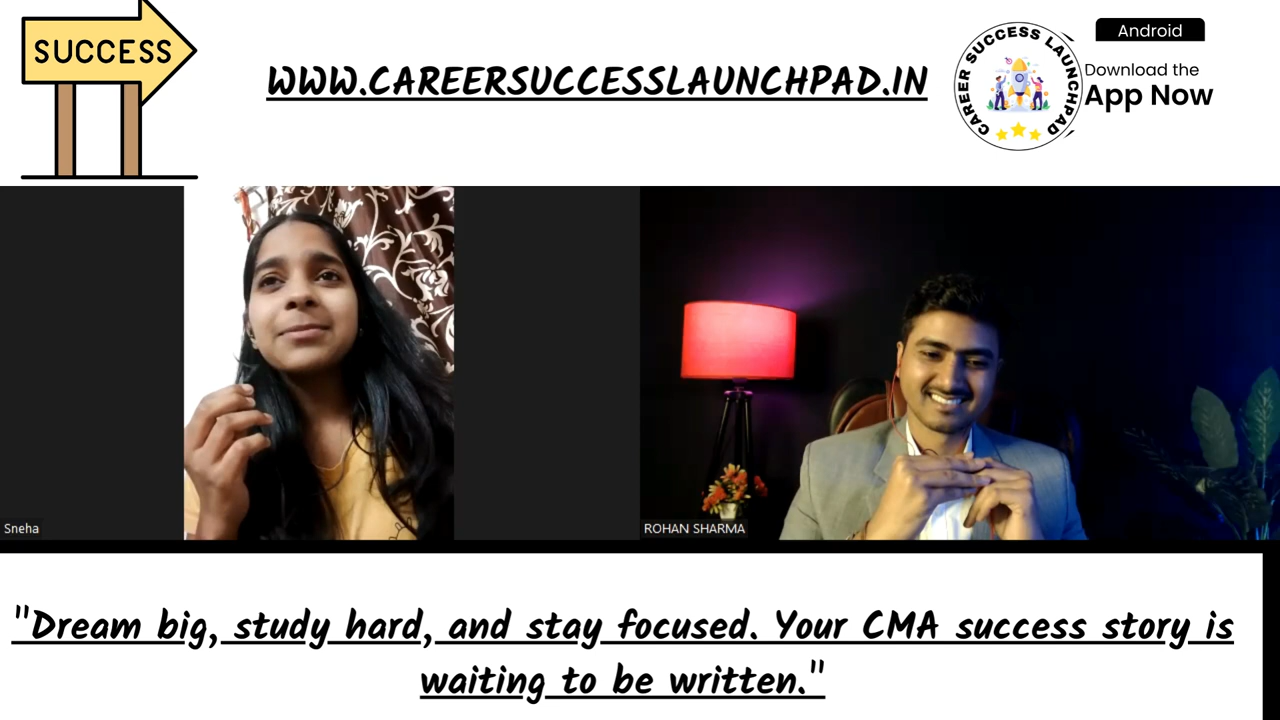 SUCCESS
WWW.CAREERSUCCESSLAUNCHPAD.IN
CAREER SUCCESS LAUNCHPAD
Android
Download the
App Now
Sneha
ROHAN SHARMA
"Dream big, study hard, and stay focused. Your CMA success story is
waiting to be written."